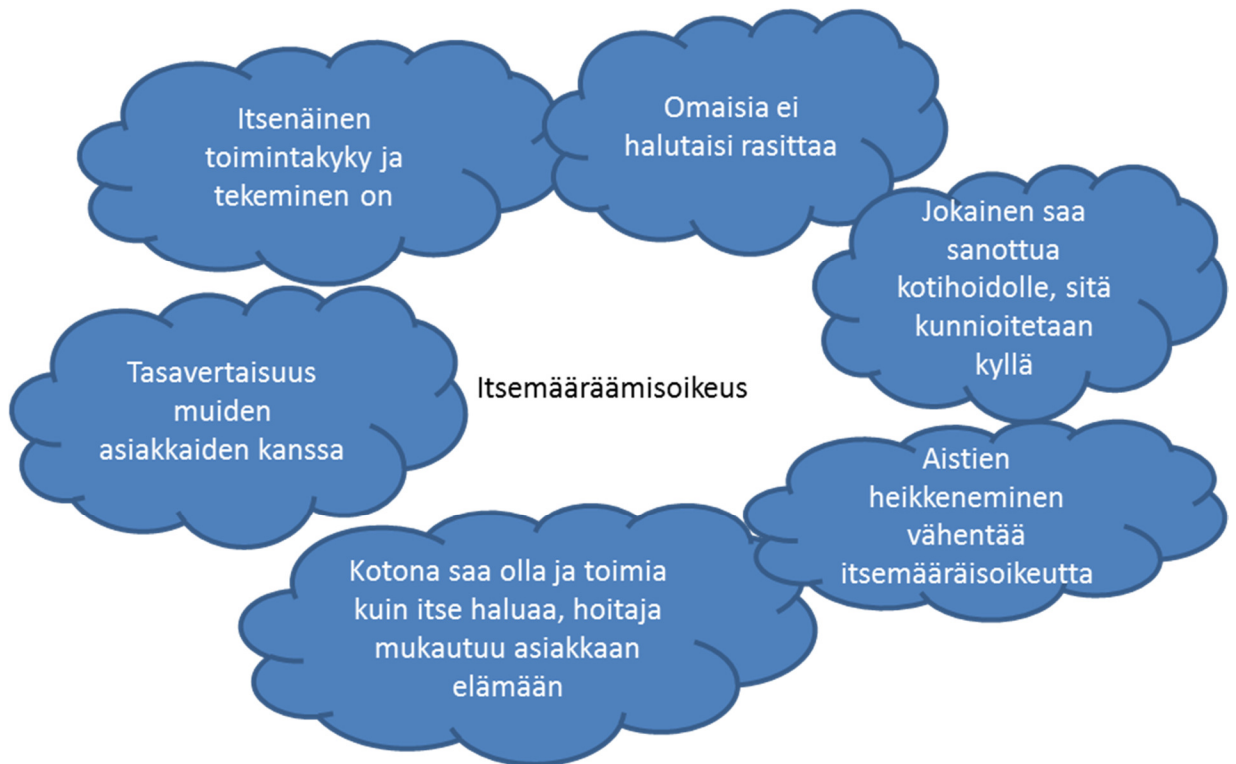 Itsenäinen
toimintakyky ja
tekeminen on
Omaisia ei
halutaisi rasittaa
Jokainen saa
sanottua
kotihoidolle, sitä
kunnioitetaan
kyllä
Tasavertaisuus
muiden
asiakkaiden kanssa
Itsemääräämisoikeus
Aistien
heikkeneminen
vähentää
itsemääräisoikeutta
Kotona saa olla ja toimia
kuin itse haluaa, hoitaja
mukautuu asiakkaan
elämään